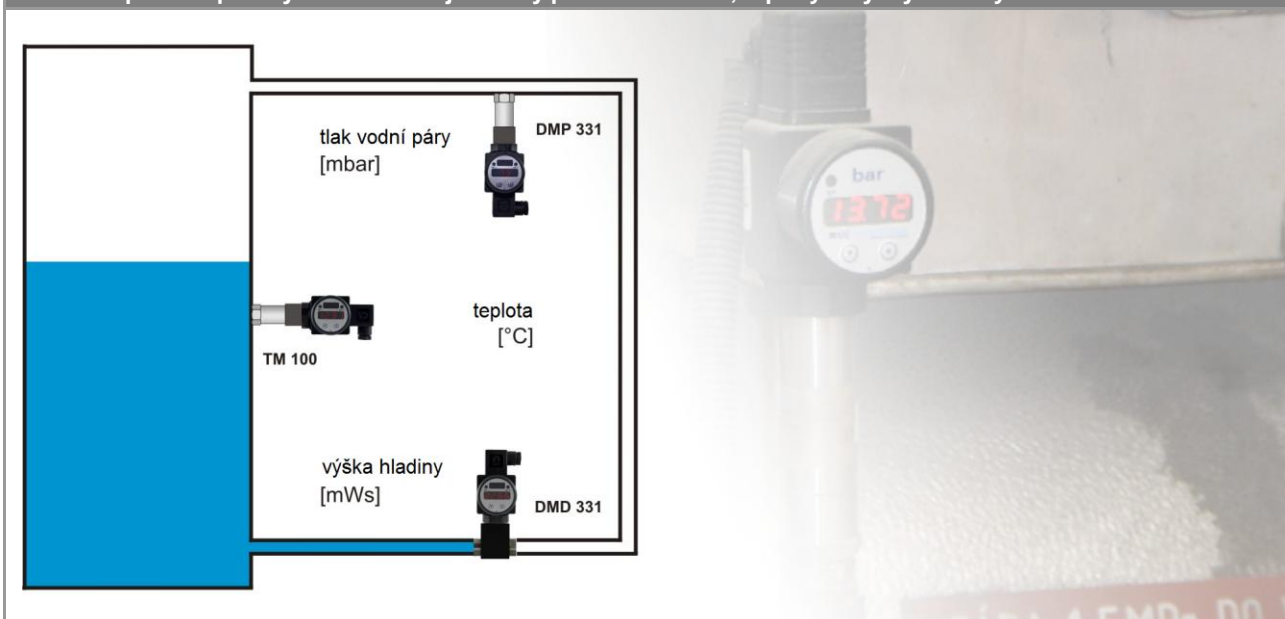 tlak vodní páry
[mbar]
DMP 331
bar
13.72
teplota
[°C]
TM 100
výška hladiny
[mWs]
DMD 331